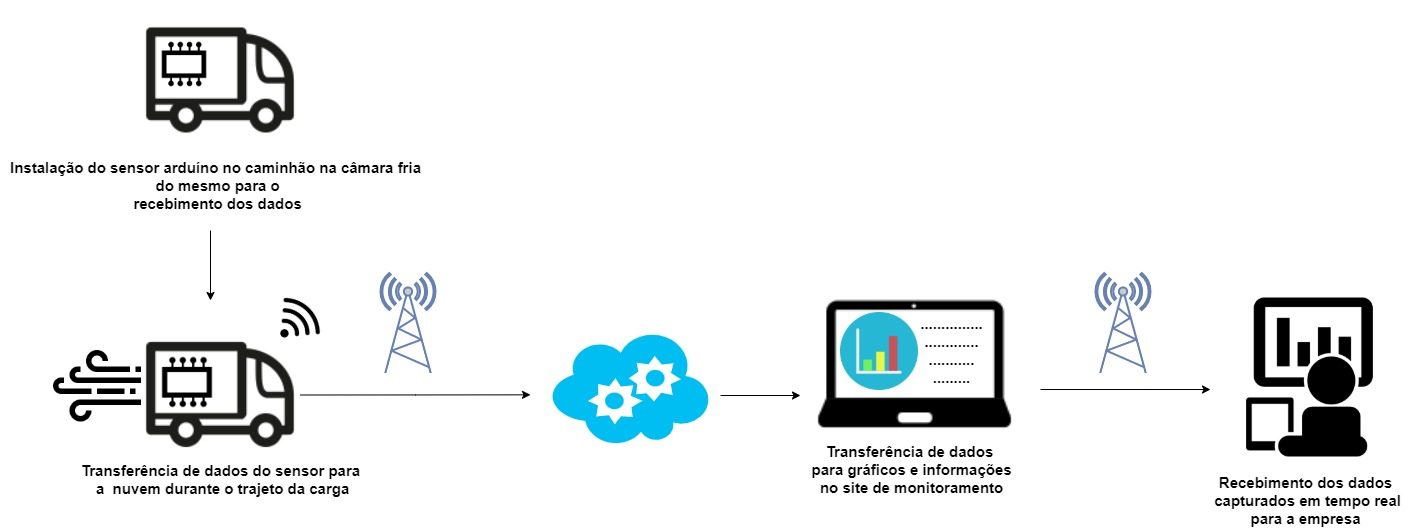 Instalação do sensor arduíno no caminhão na câmara fria
do mesmo para o
recebimento dos dados
Transferência de dados do sensor para
a nuvem durante o trajeto da carga
Transferência de dados
para gráficos e informações
no site de monitoramento
Recebimento dos dados
capturados em tempo real
para a empresa